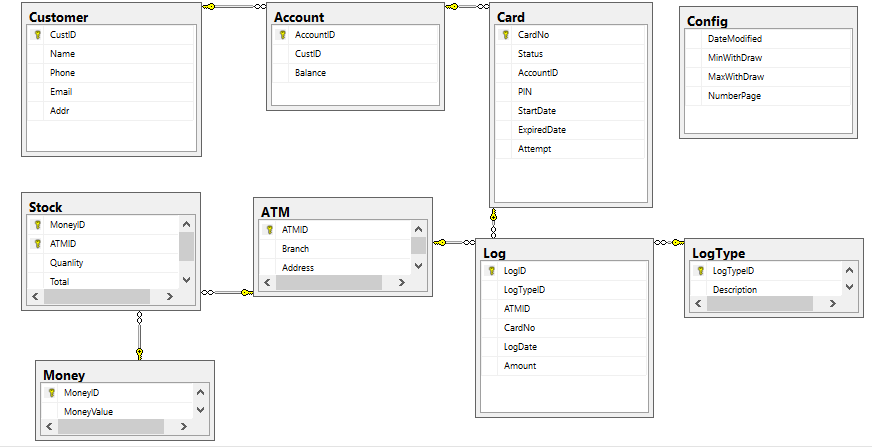 Customer
CustID
Name
Phone
Email
Addr
Account
AccountID
CustID
Balance
Card
CardNo
Status
AccountID
PIN
StartDate
ExpiredDate
Attempt
Config
DateModified
MinWithDraw
MaxWithDraw
NumberPage
Stock
MoneyID
ATMID
Quanlity
Total
ATM
ATMID
Branch
Address
Log
LogID
LogTypeID
ATMID
CardNo
LogDate
Amount
LogType
LogTypeID
Description
Money
MoneyID
MoneyValue